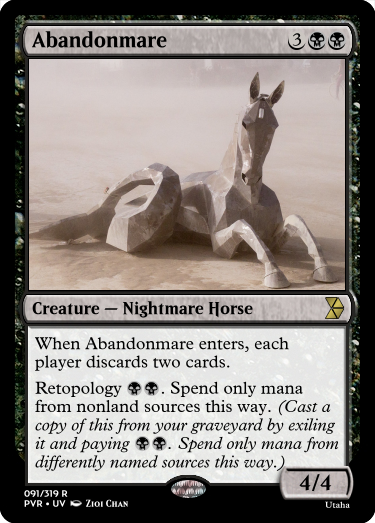 Abandonmare 3
Creature — Nightmare Horse
When Abandonmare enters, each
player discards two cards.
Retopology . Spend only mana
from nonland sources this way. (Cast a
copy of this from your graveyard by exiling
it and paying . Spend only mana from
differently named sources this way.)
4/4
091/319 R
PVR • UV Zioi Chan
Utaha